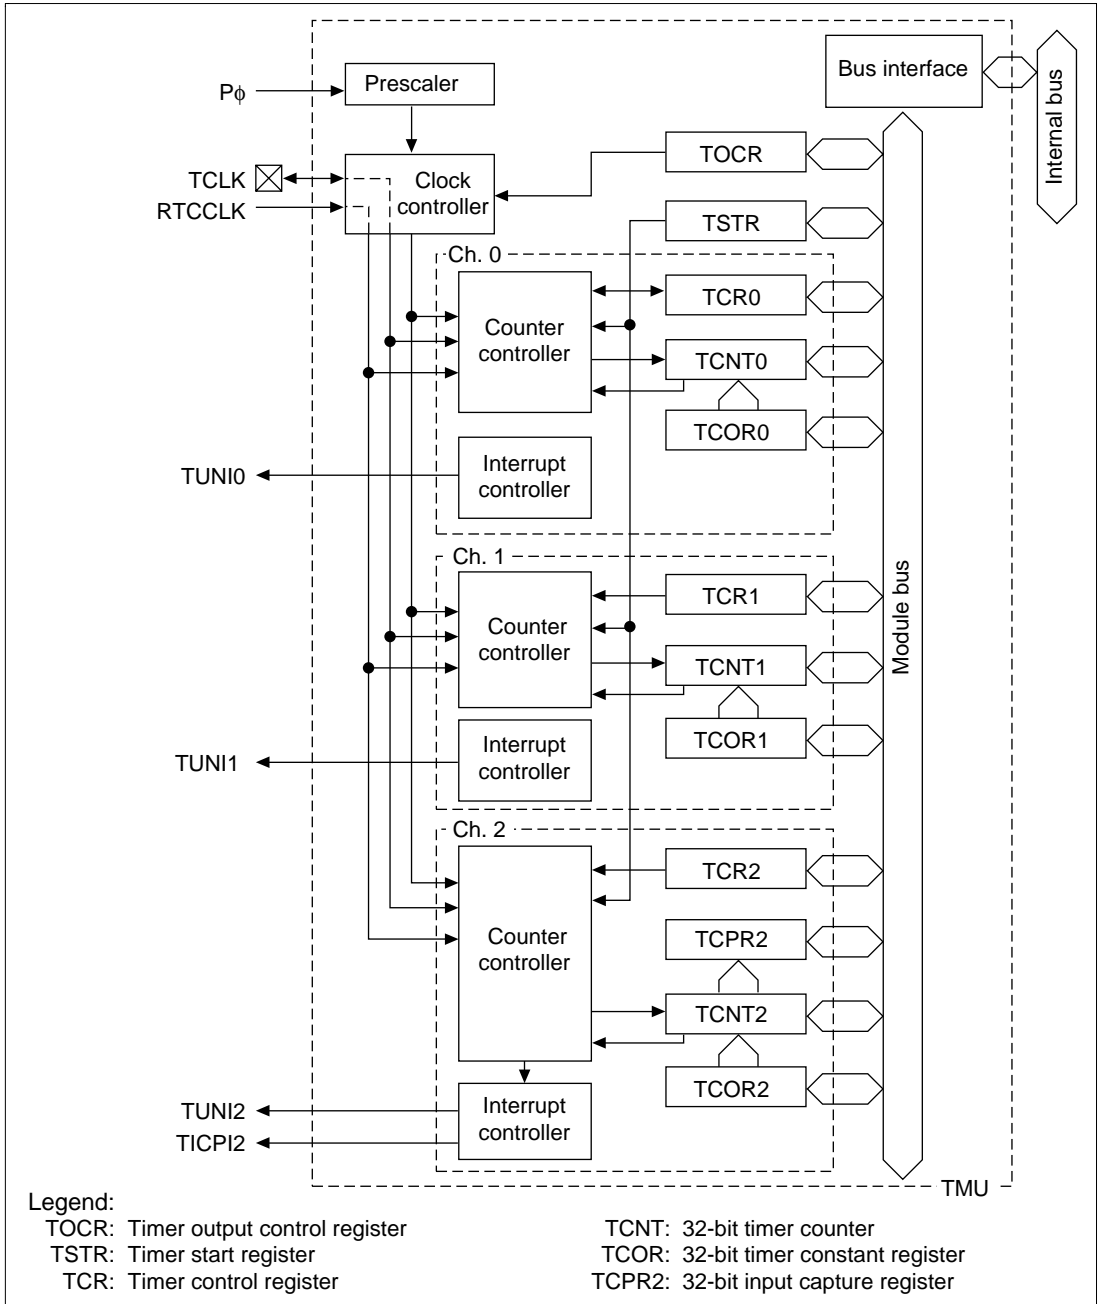 Bus interface
Internal bus
Prescaler
Pϕ
TOCR
TCLK
Clock
controller
RTCCLK
TSTR
Ch. 0
TCR0
Counter
controller
TCNT0
TCOR0
Interrupt
controller
TUNI0
Module bus
Ch. 1
TCR1
Counter
controller
TCNT1
TCOR1
Interrupt
controller
TUNI1
Ch. 2
TCR2
TCPR2
Counter
controller
TCNT2
TCOR2
Interrupt
controller
TUNI2
TICPI2
TMU
Legend:
TOCR: Timer output control register
TSTR: Timer start register
TCR: Timer control register
TCNT: 32-bit timer counter
TCOR: 32-bit timer constant register
TCPR2: 32-bit input capture register